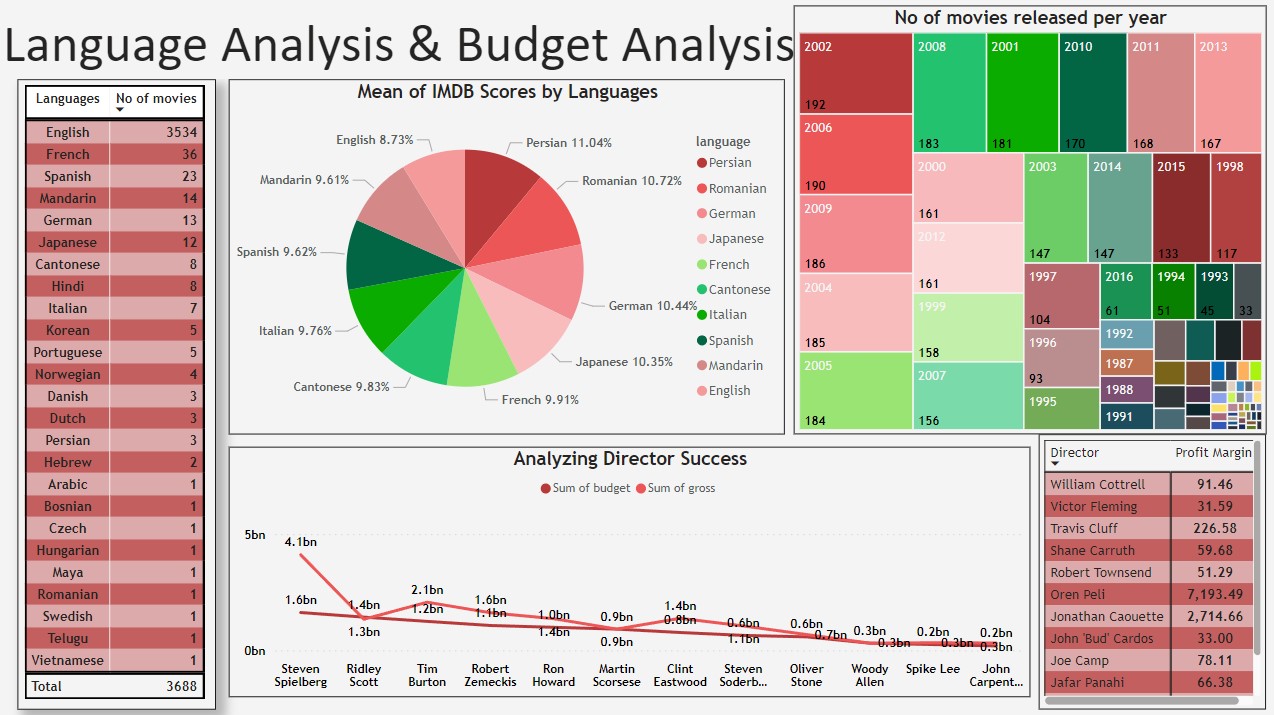 Language Analysis & Budget Analysis
Languages No of movies
English 3534
French 36
Spanish 23
Mandarin 14
German 13
Japanese 12
Cantonese 8
Hindi 8
Italian 7
Korean 5
Portuguese 5
Norwegian 4
Danish 3
Dutch 3
Persian 3
Hebrew 2
Arabic 1
Bosnian 1
Czech 1
Hungarian 1
Maya 1
Romanian 1
Swedish 1
Telugu 1
Vietnamese 1
Total 3688
Mean of IMDB Scores by Languages
English 8.73%
Persian 11.04%
Mandarin 9.61%
Romanian 10.72%
Spanish 9.62%
German 10.44%
Italian 9.76%
Japanese 10.35%
Cantonese 9.83%
French 9.91%
language
Persian
Romanian
German
Japanese
French
Cantonese
Italian
Spanish
Mandarin
English
No of movies released per year
2002
192
2006
190
2009
186
2004
185
2005
184
2008
183
2001
181
2010
170
2011
168
2013
167
2000
161
2012
161
1999
158
2007
156
2003
147
2014
147
2015
133
1998
117
1997
104
1996
93
1995
2016
61
1994
51
1993
45
33
1992
1987
1988
1991
Analyzing Director Success
Sum of budget Sum of gross
5bn
0bn
4.1bn
1.6bn
1.4bn
1.3bn
2.1bn
1.2bn
1.6bn
1.1bn
1.0bn
1.4bn
0.9bn
0.9bn
1.4bn
0.8bn
0.6bn
1.1bn
0.6bn
0.7bn
0.3bn
0.3bn
0.2bn
0.3bn
0.2bn
0.3bn
Steven Spielberg
Ridley Scott
Tim Burton
Robert Zemeckis
Ron Howard
Martin Scorsese
Clint Eastwood
Steven Soderb...
Oliver Stone
Woody Allen
Spike Lee
John Carpent...
Director Profit Margin
William Cottrell 91.46
Victor Fleming 31.59
Travis Cluff 226.58
Shane Carruth 59.68
Robert Townsend 51.29
Oren Peli 7,193.49
Jonathan Caouette 2,714.66
John 'Bud' Cardos 33.00
Joe Camp 78.11
Jafar Panahi 66.38